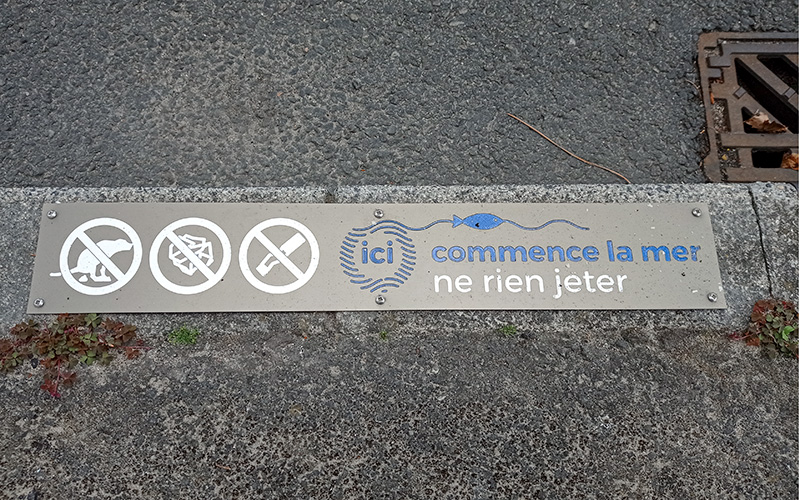 ici commence la mer
ne rien jeter